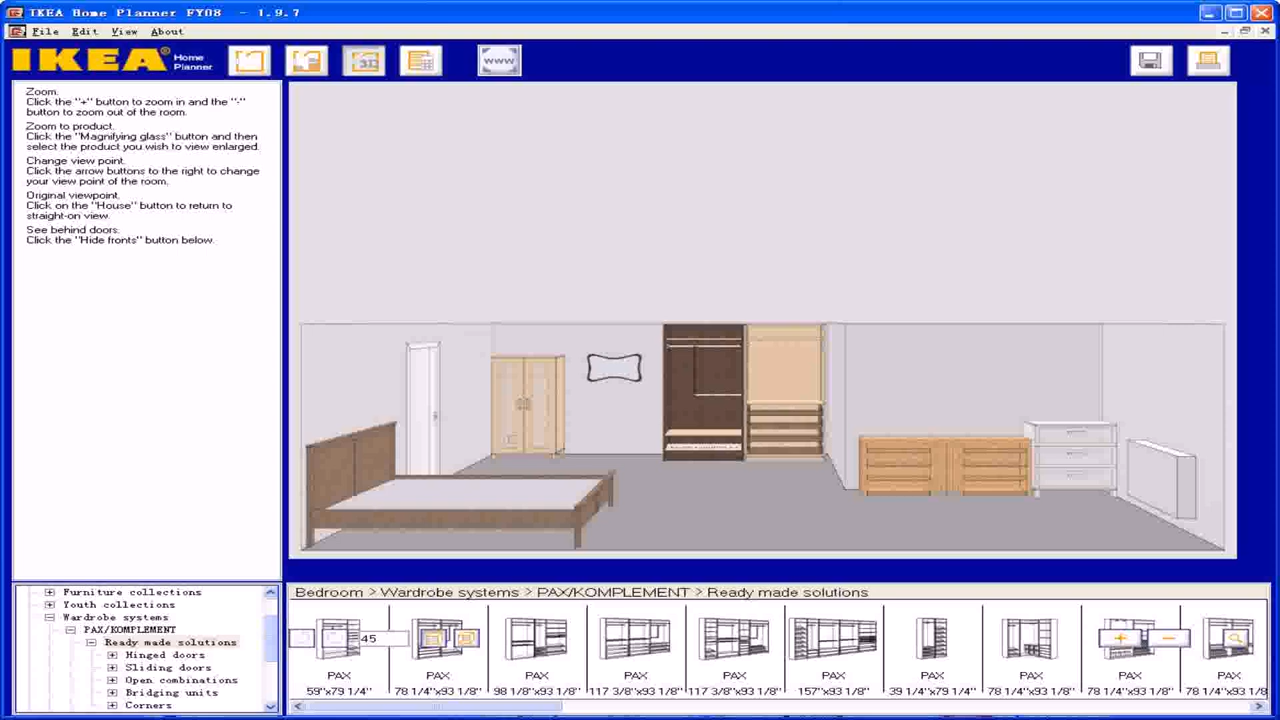 IKEA Home Planner FY08 - 1.9.7
File Edit View About
IKEA® Home Planner
3D
WWW
Zoom.
Click the "+" button to zoom in and the "-"
button to zoom out of the room.
Zoom to product.
Click the "Magnifying glass" button and then
select the product you wish to view enlarged.
Change view point.
Click the arrow buttons to the right to change
your view point of the room.
Original viewpoint.
Click on the "House" button to return to
straight-on view.
See behind doors.
Click the "Hide fronts" button below.
Furniture collections
Youth collections
Wardrobe systems
PAX/KOMPLEMENT
Ready made solutions
Hinged doors
Sliding doors
Open combinations
Bridging units
Corners
Bedroom > Wardrobe systems > PAX/KOMPLEMENT > Ready made solutions
45
PAX
59"x79 1/4"
PAX
78 1/4"x93 1/8"
PAX
98 1/8"x93 1/8"
PAX
117 3/8"x93 1/8"
PAX
117 3/8"x93 1/8"
PAX
157"x93 1/8"
PAX
39 1/4"x79 1/4"
PAX
78 1/4"x93 1/8"
PAX
78 1/4"x93 1/8"
PAX
78 1/4"x93 1/8